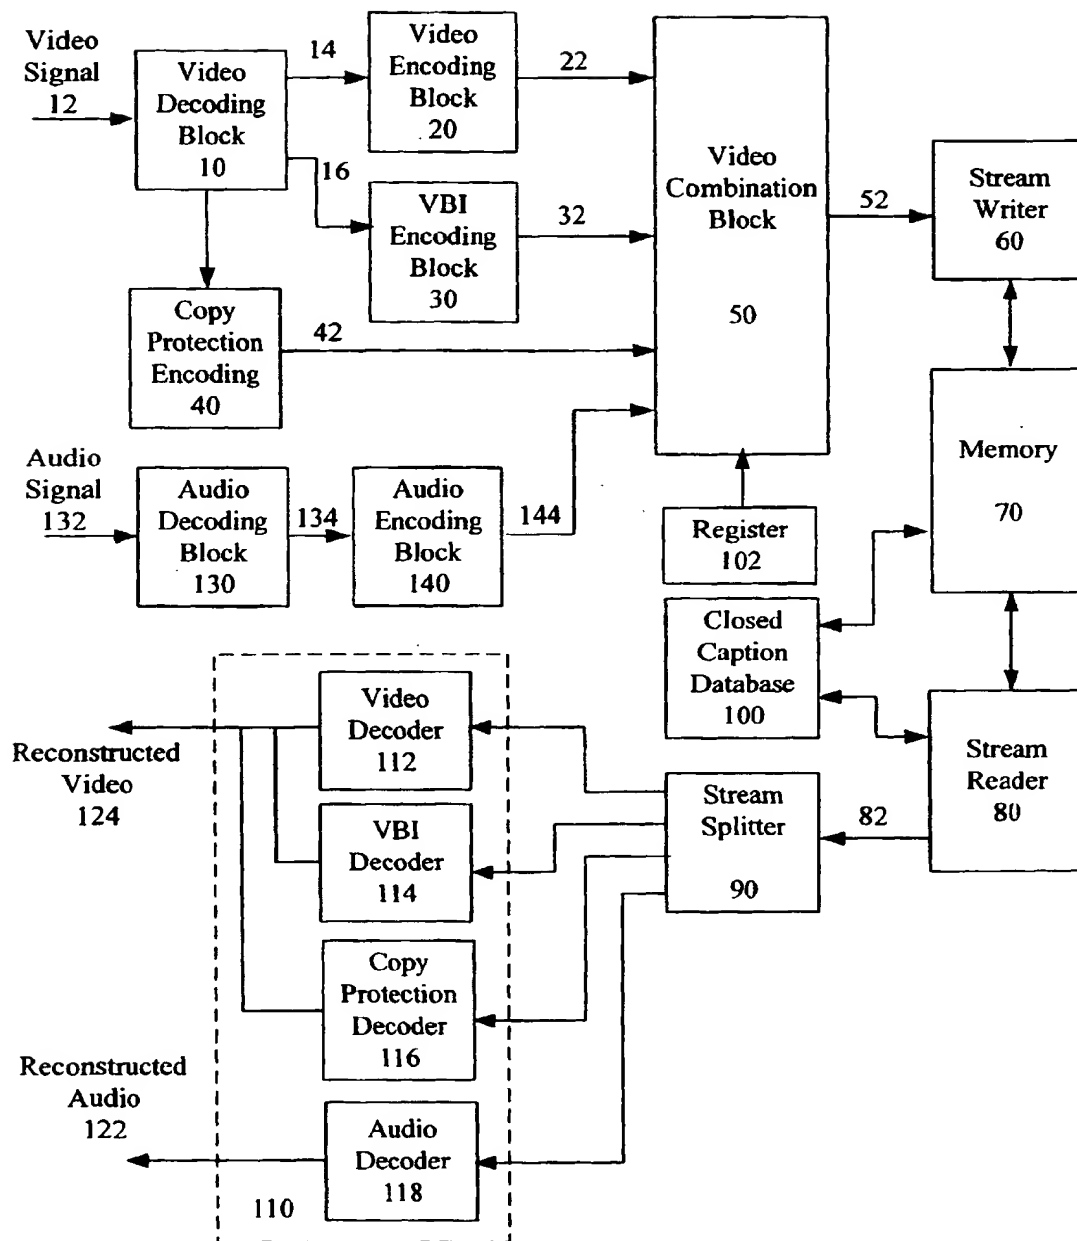 Video
Signal
12
Video
Decoding
Block
10
14
16
Video
Encoding
Block
20
22
VBI
Encoding
Block
30
32
Copy
Protection
Encoding
40
42
Video
Combination
Block
50
52
Stream
Writer
60
Audio
Signal
132
Audio
Decoding
Block
130
134
Audio
Encoding
Block
140
144
Register
102
Memory
70
Closed
Caption
Database
100
Stream
Reader
80
82
Stream
Splitter
90
Video
Decoder
112
VBI
Decoder
114
Copy
Protection
Decoder
116
Audio
Decoder
118
110
Reconstructed
Video
124
Reconstructed
Audio
122